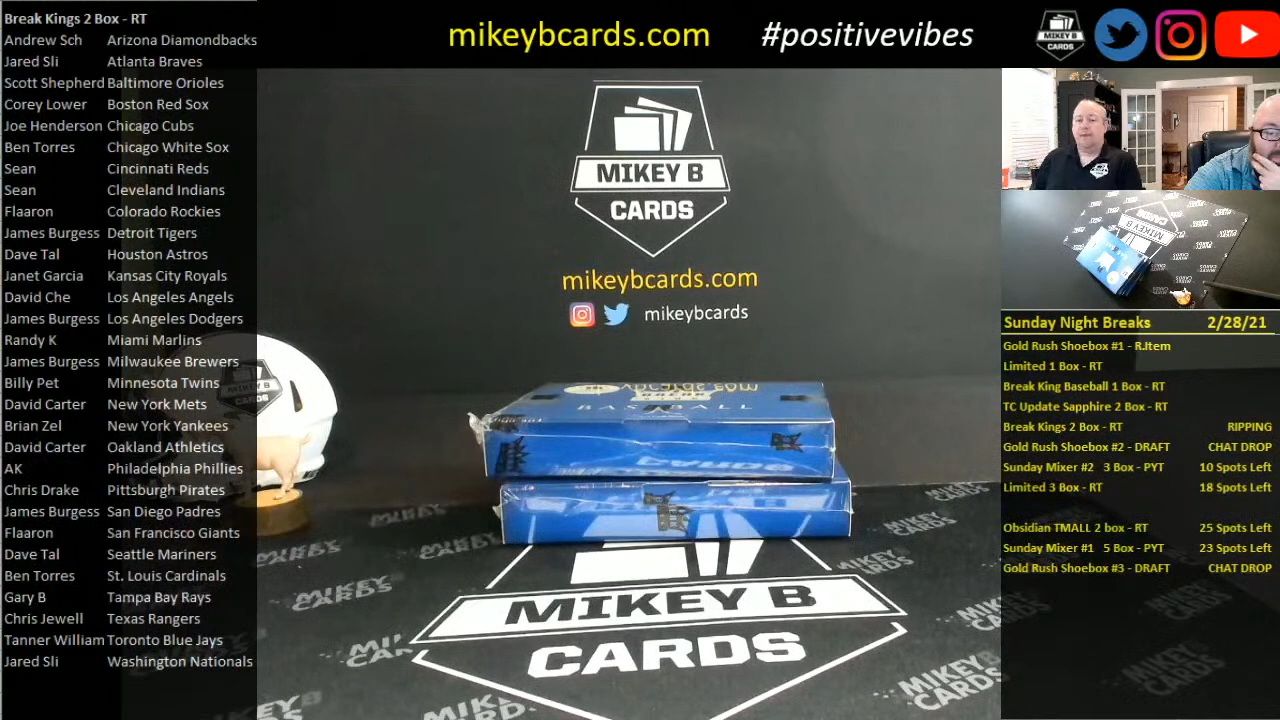 Break Kings 2 Box - RT
Andrew Sch Arizona Diamondbacks
Jared Sli Atlanta Braves
Scott Shepherd Baltimore Orioles
Corey Lower Boston Red Sox
Joe Henderson Chicago Cubs
Ben Torres Chicago White Sox
Sean Cincinnati Reds
Sean Cleveland Indians
Flaaron Colorado Rockies
James Burgess Detroit Tigers
Dave Tal Houston Astros
Janet Garcia Kansas City Royals
David Che Los Angeles Angels
James Burgess Los Angeles Dodgers
Randy K Miami Marlins
James Burgess Milwaukee Brewers
Billy Pet Minnesota Twins
David Carter New York Mets
Brian Zel New York Yankees
David Carter Oakland Athletics
AK Philadelphia Phillies
Chris Drake Pittsburgh Pirates
James Burgess San Diego Padres
Flaaron San Francisco Giants
Dave Tal Seattle Mariners
Ben Torres St. Louis Cardinals
Gary B Tampa Bay Rays
Chris Jewell Texas Rangers
Tanner William Toronto Blue Jays
Jared Sli Washington Nationals
mikeybcards.com #positivevibes
MIKEY B
CARDS
MIKEY B
CARDS
mikeybcards.com
mikeybcards
BASEBALL
MIKEY B
CARDS
MIKEY
CARDS
MIKEY B
CARDS
Sunday Night Breaks 2/28/21
Gold Rush Shoebox #1 - R.Item
Limited 1 Box - RT
Break King Baseball 1 Box - RT
TC Update Sapphire 2 Box - RT
Break Kings 2 Box - RT RIPPING
Gold Rush Shoebox #2 - DRAFT CHAT DROP
Sunday Mixer #2 3 Box - PYT 10 Spots Left
Limited 3 Box - RT 18 Spots Left
Obsidian TMALL 2 box - RT 25 Spots Left
Sunday Mixer #1 5 Box - PYT 23 Spots Left
Gold Rush Shoebox #3 - DRAFT CHAT DROP